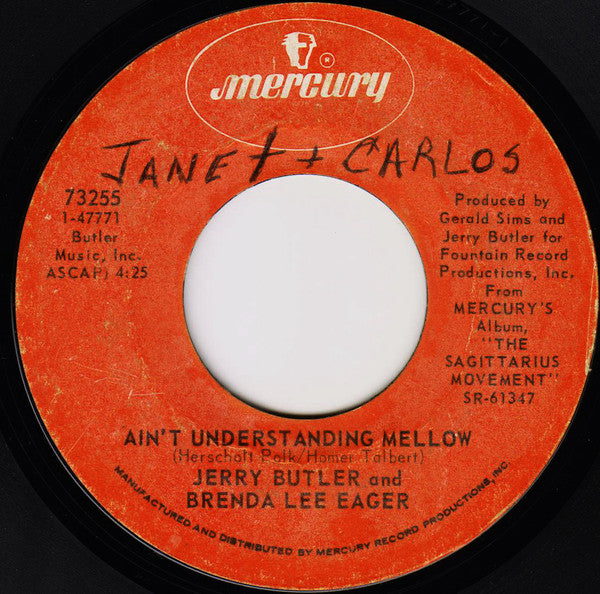 mercury
®
JANET + CARLOS
73255
1-47771
Butler
Music, Inc.
ASCAP) 4:25
Produced by
Gerald Sims and
Jerry Butler for
Fountain Record
Productions, Inc.
From
MERCURY'S
Album,
"THE
SAGITTARIUS
MOVEMENT"
SR-61347
AIN'T UNDERSTANDING MELLOW
(Herscholt Polk/Homer Talbert)
JERRY BUTLER and
BRENDA LEE EAGER
MANUFACTURED AND DISTRIBUTED BY MERCURY RECORD PRODUCTIONS, INC.